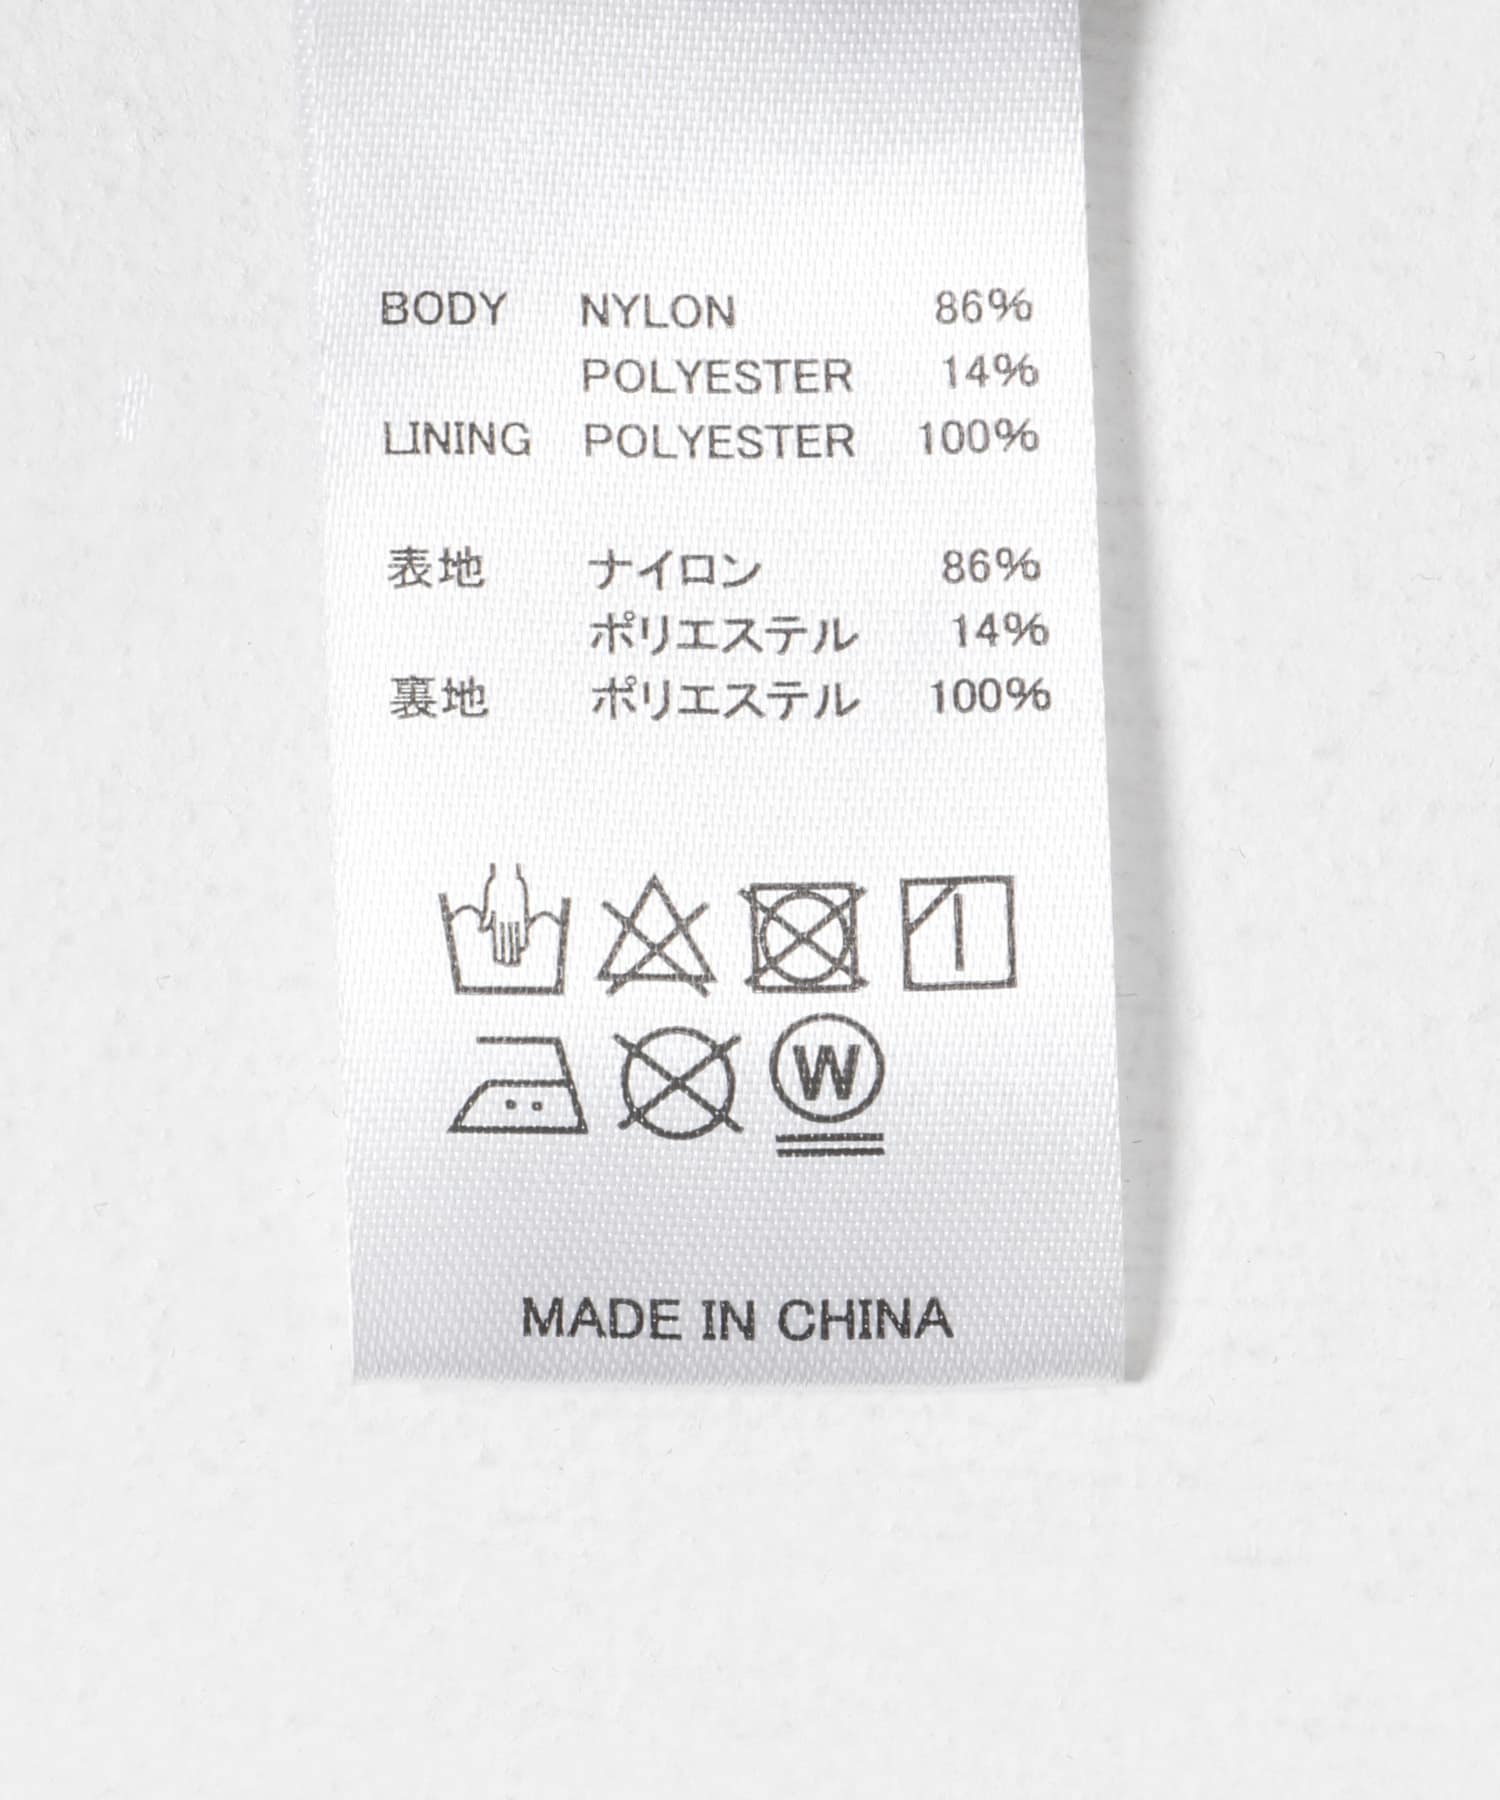 BODY NYLON 86%
POLYESTER 14%
LINING POLYESTER 100%
表地 ナイロン 86%
ポリエステル 14%
裏地 ポリエステル 100%
W
MADE IN CHINA